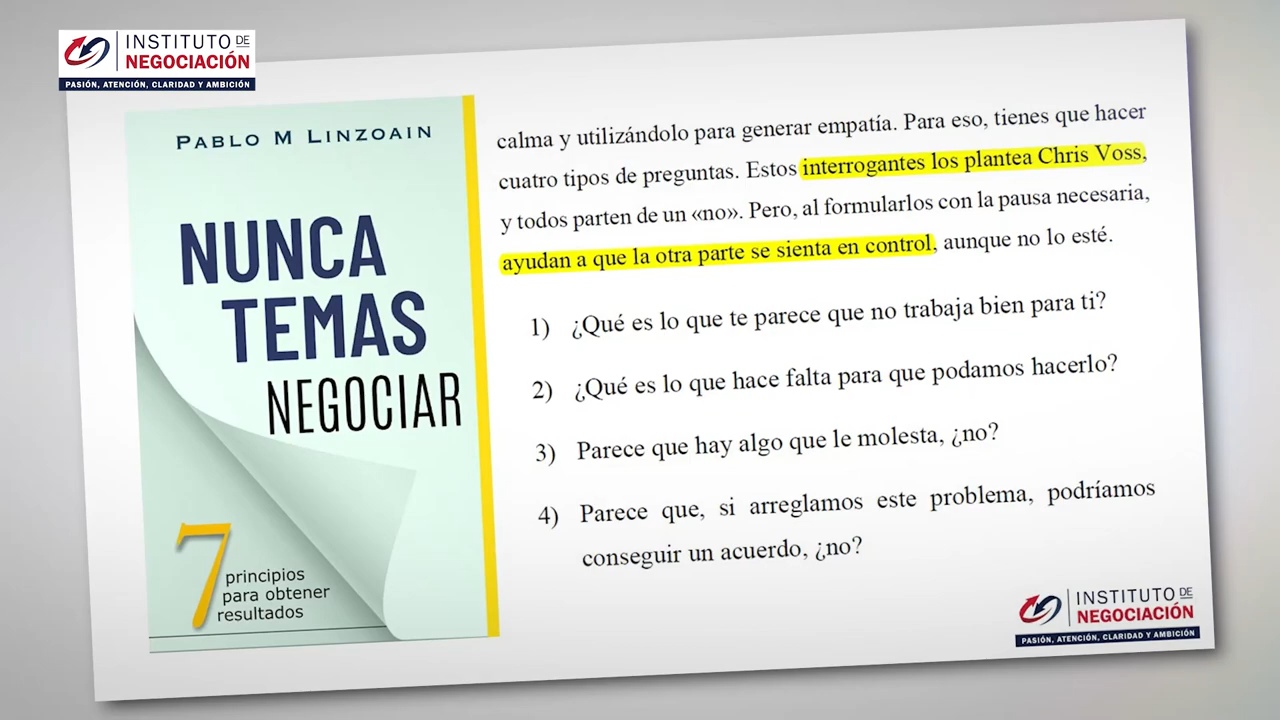 INSTITUTO DE
NEGOCIACIÓN
PASIÓN, ATENCIÓN, CLARIDAD Y AMBICIÓN
PABLO M LINZOAIN
NUNCA
TEMAS
NEGOCIAR
7
principios
para obtener
resultados
calma y utilizándolo para generar empatía. Para eso, tienes que hacer
cuatro tipos de preguntas. Estos interrogantes los plantea Chris Voss,
y todos parten de un «no». Pero, al formularlos con la pausa necesaria,
ayudan a que la otra parte se sienta en control, aunque no lo esté.
1) ¿Qué es lo que te parece que no trabaja bien para ti?
2) ¿Qué es lo que hace falta para que podamos hacerlo?
3) Parece que hay algo que le molesta, ¿no?
4) Parece que, si arreglamos este problema, podríamos
conseguir un acuerdo, ¿no?
INSTITUTO DE
NEGOCIACIÓN
PASIÓN, ATENCIÓN, CLARIDAD Y AMBICIÓN